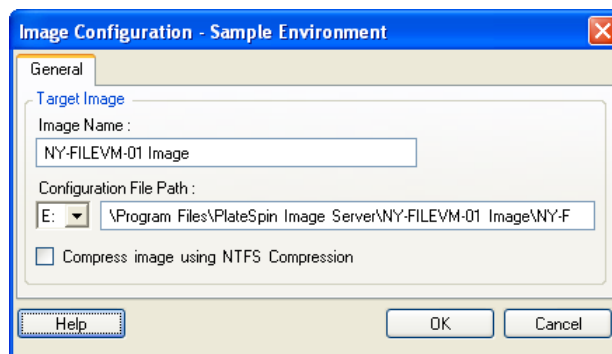 Image Configuration - Sample Environment
General
Target Image
Image Name :
NY-FILEVM-01 Image
Configuration File Path :
E: \Program Files\PlateSpin Image Server\NY-FILEVM-01 Image\NY-F
Compress image using NTFS Compression
Help OK Cancel